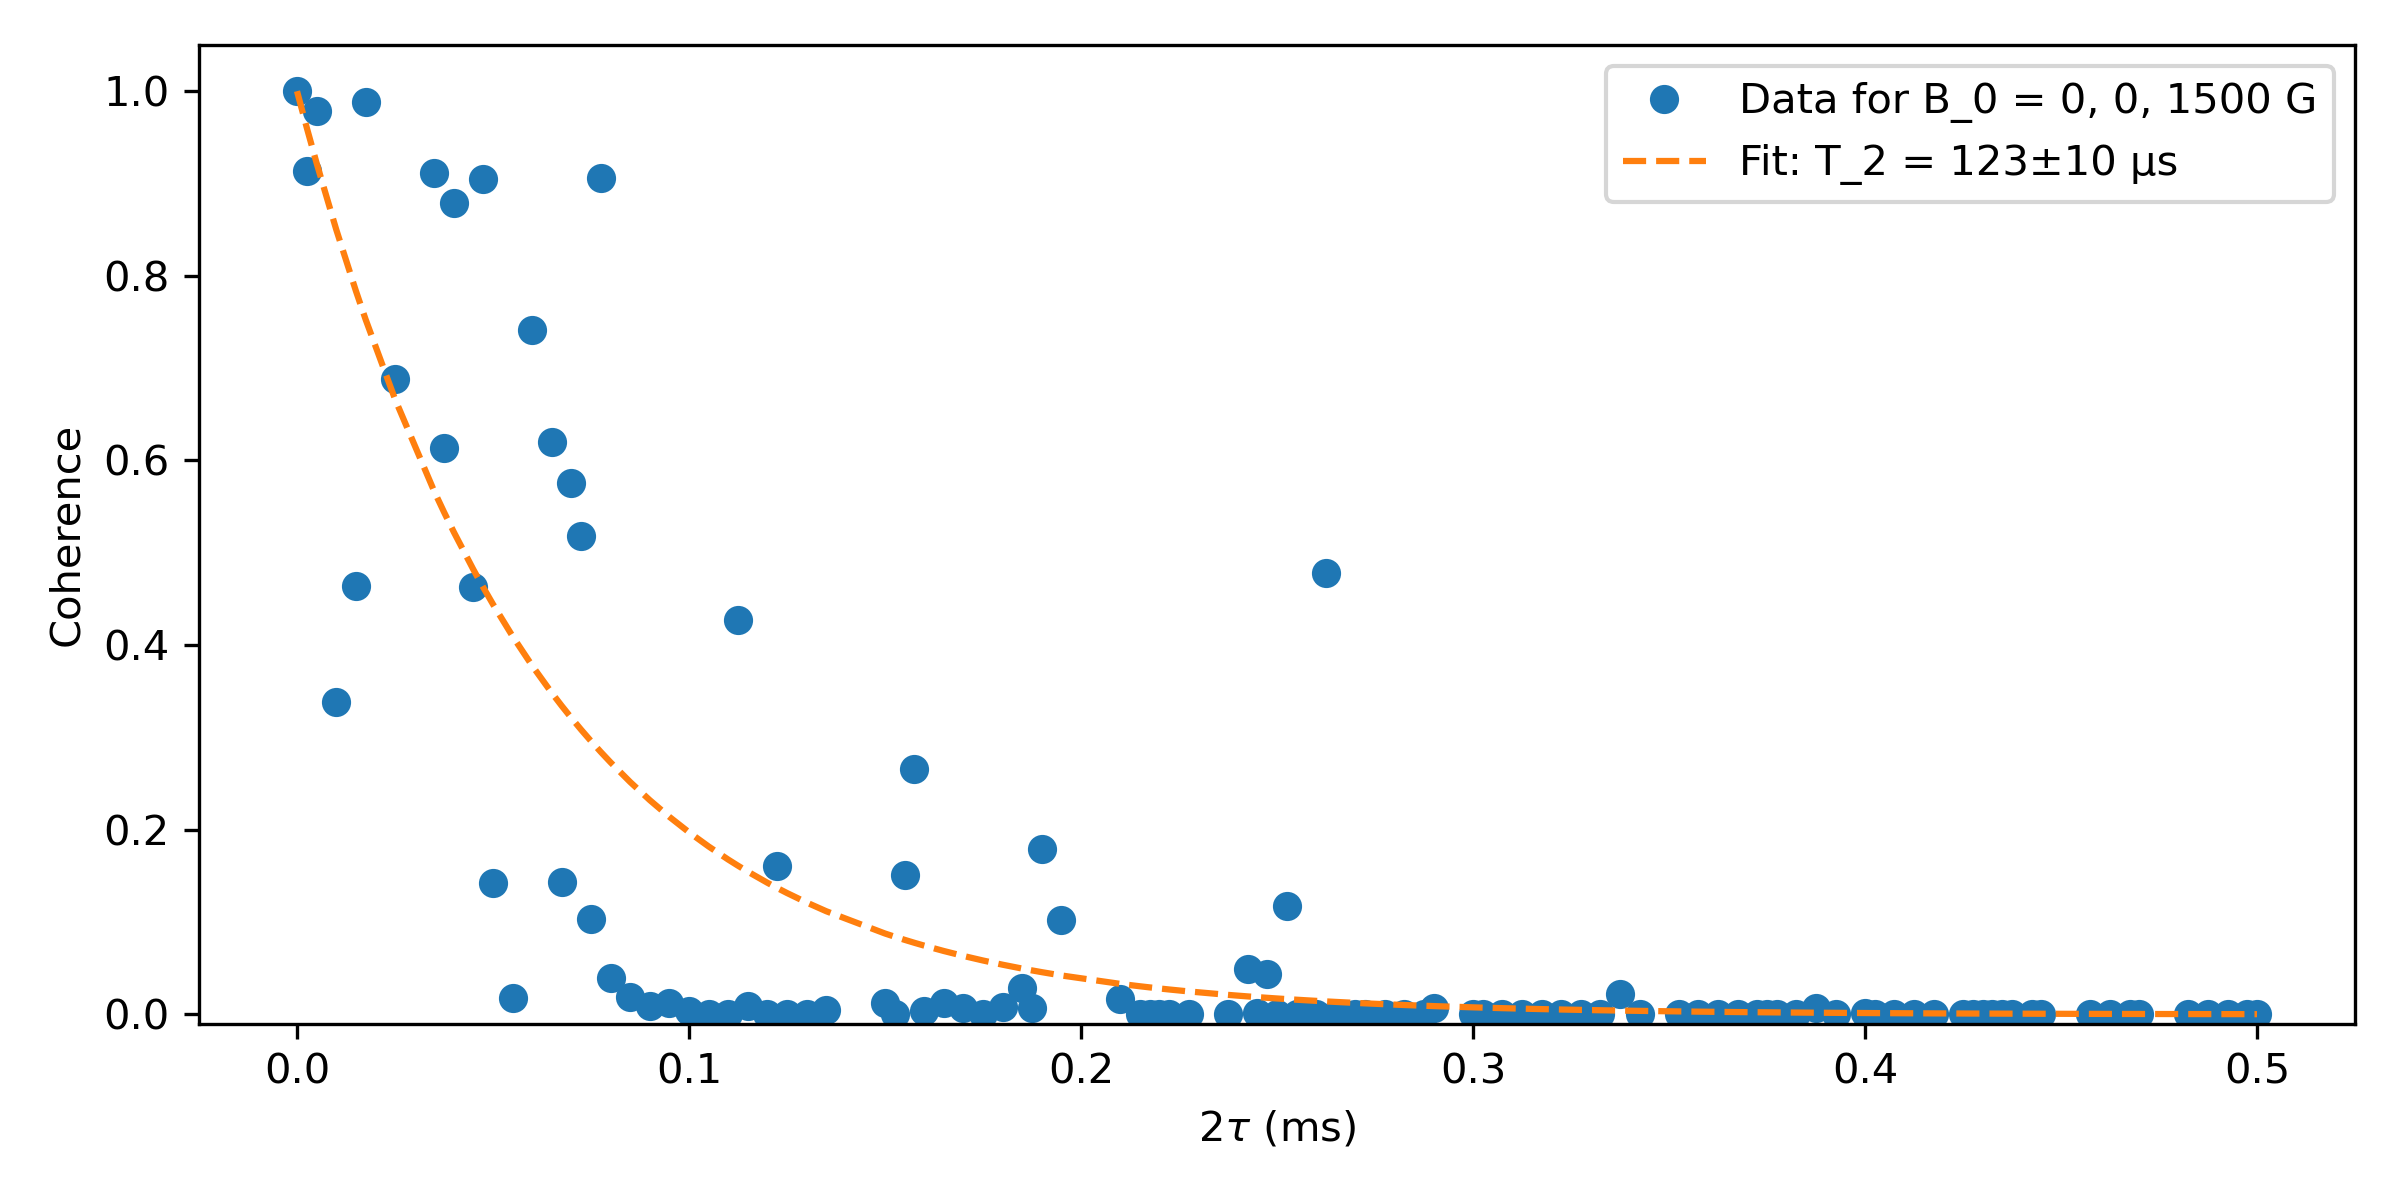 Data for B_0 = 0, 0, 1500 G
Fit: T_2 = 123±10 μs
1.0
0.8
0.6
0.4
0.2
0.0
Coherence
0.0 0.1 0.2 0.3 0.4 0.5
2τ (ms)